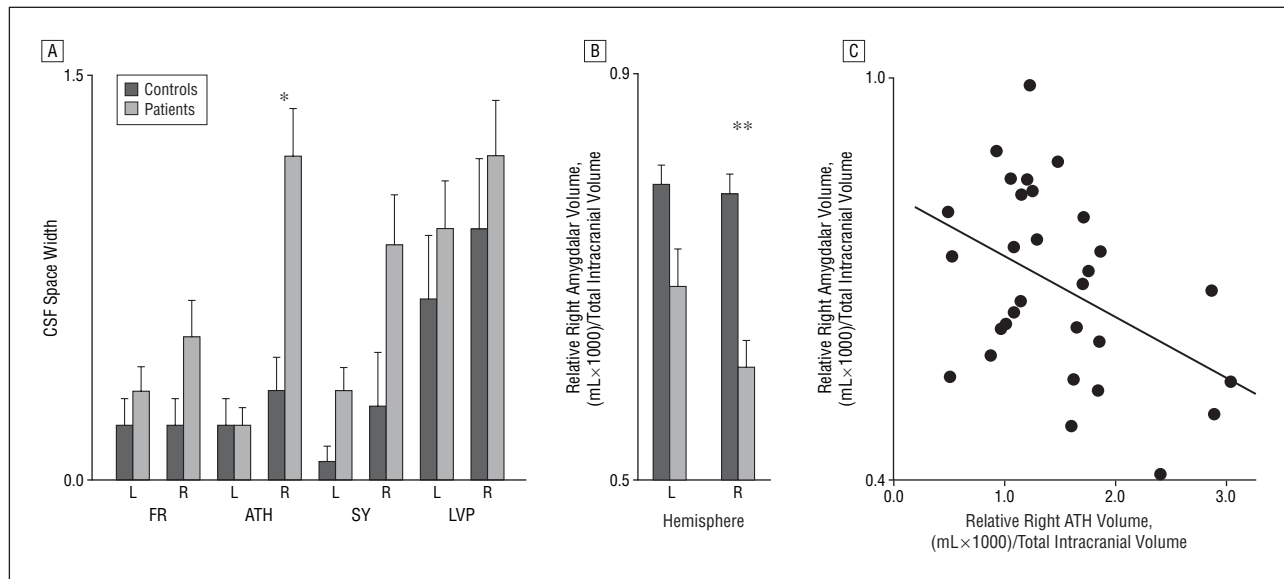 A
1.5
Controls
Patients
*
CSF Space Width
0.0
L R L R L R L R
FR ATH SY LVP
B
0.9
**
Relative Right Amygdalar Volume,
(mL×1000)/Total Intracranial Volume
0.5
L R
Hemisphere
C
1.0
Relative Right Amygdalar Volume,
(mL×1000)/Total Intracranial Volume
0.4
0.0 1.0 2.0 3.0
Relative Right ATH Volume,
(mL×1000)/Total Intracranial Volume